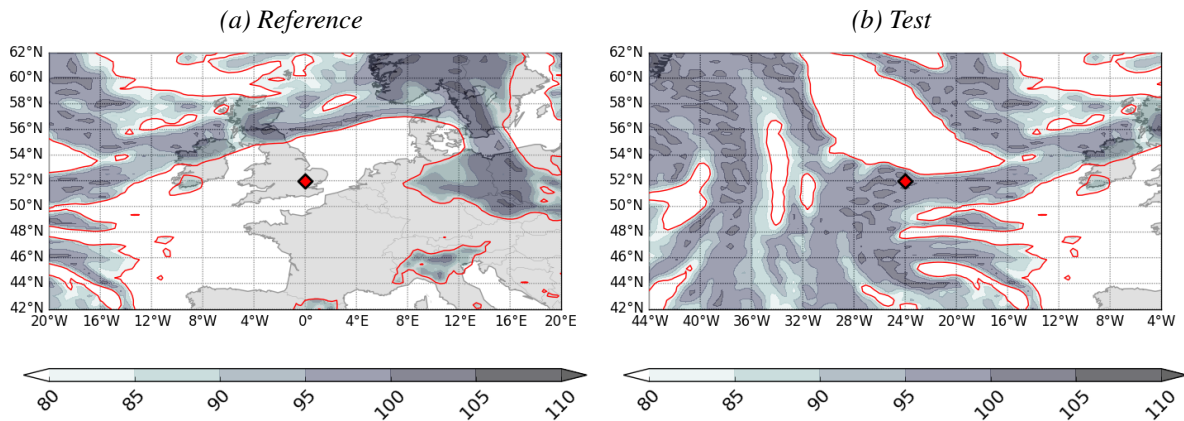 (a) Reference
62°N
60°N
58°N
56°N
54°N
52°N
50°N
48°N
46°N
44°N
42°N
20°W 16°W 12°W 8°W 4°W 0°E 4°E 8°E 12°E 16°E 20°E
80 85 90 95 100 105 110
(b) Test
62°N
60°N
58°N
56°N
54°N
52°N
50°N
48°N
46°N
44°N
42°N
44°W 40°W 36°W 32°W 28°W 24°W 20°W 16°W 12°W 8°W 4°W
80 85 90 95 100 105 110